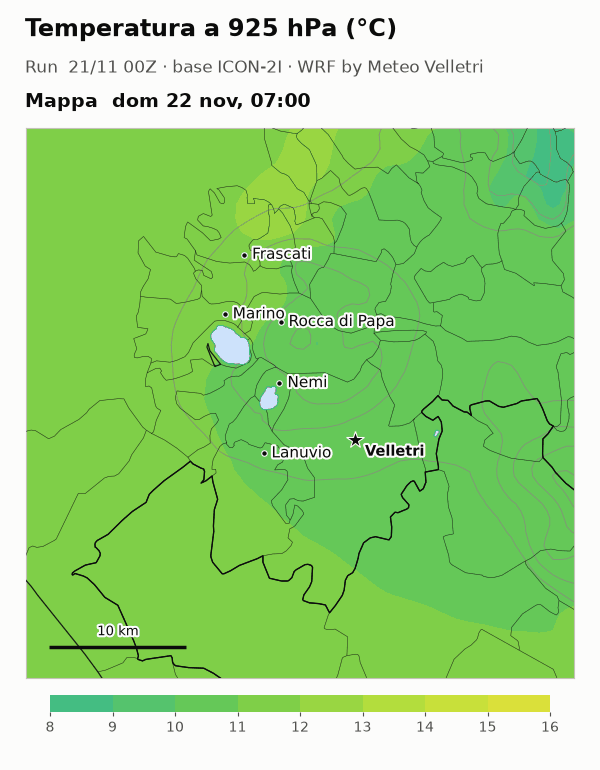 Temperatura a 925 hPa (°C)
Run  21/11 00Z · base ICON-2I · WRF by Meteo Velletri
Mappa  dom 22 nov, 07:00
Frascati
Marino
Rocca di Papa
Nemi
Velletri
Lanuvio
10 km
8 9 10 11 12 13 14 15 16